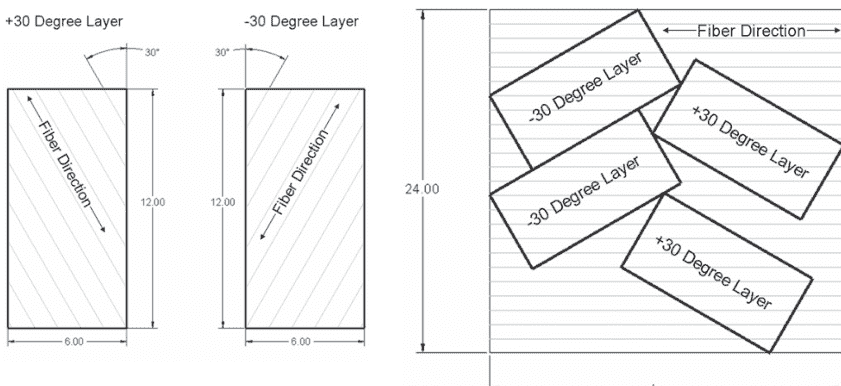 +30 Degree Layer
-30 Degree Layer
30°
30°
Fiber Direction
Fiber Direction
12.00
12.00
6.00
6.00
Fiber Direction
-30 Degree Layer
+30 Degree Layer
24.00
-30 Degree Layer
+30 Degree Layer